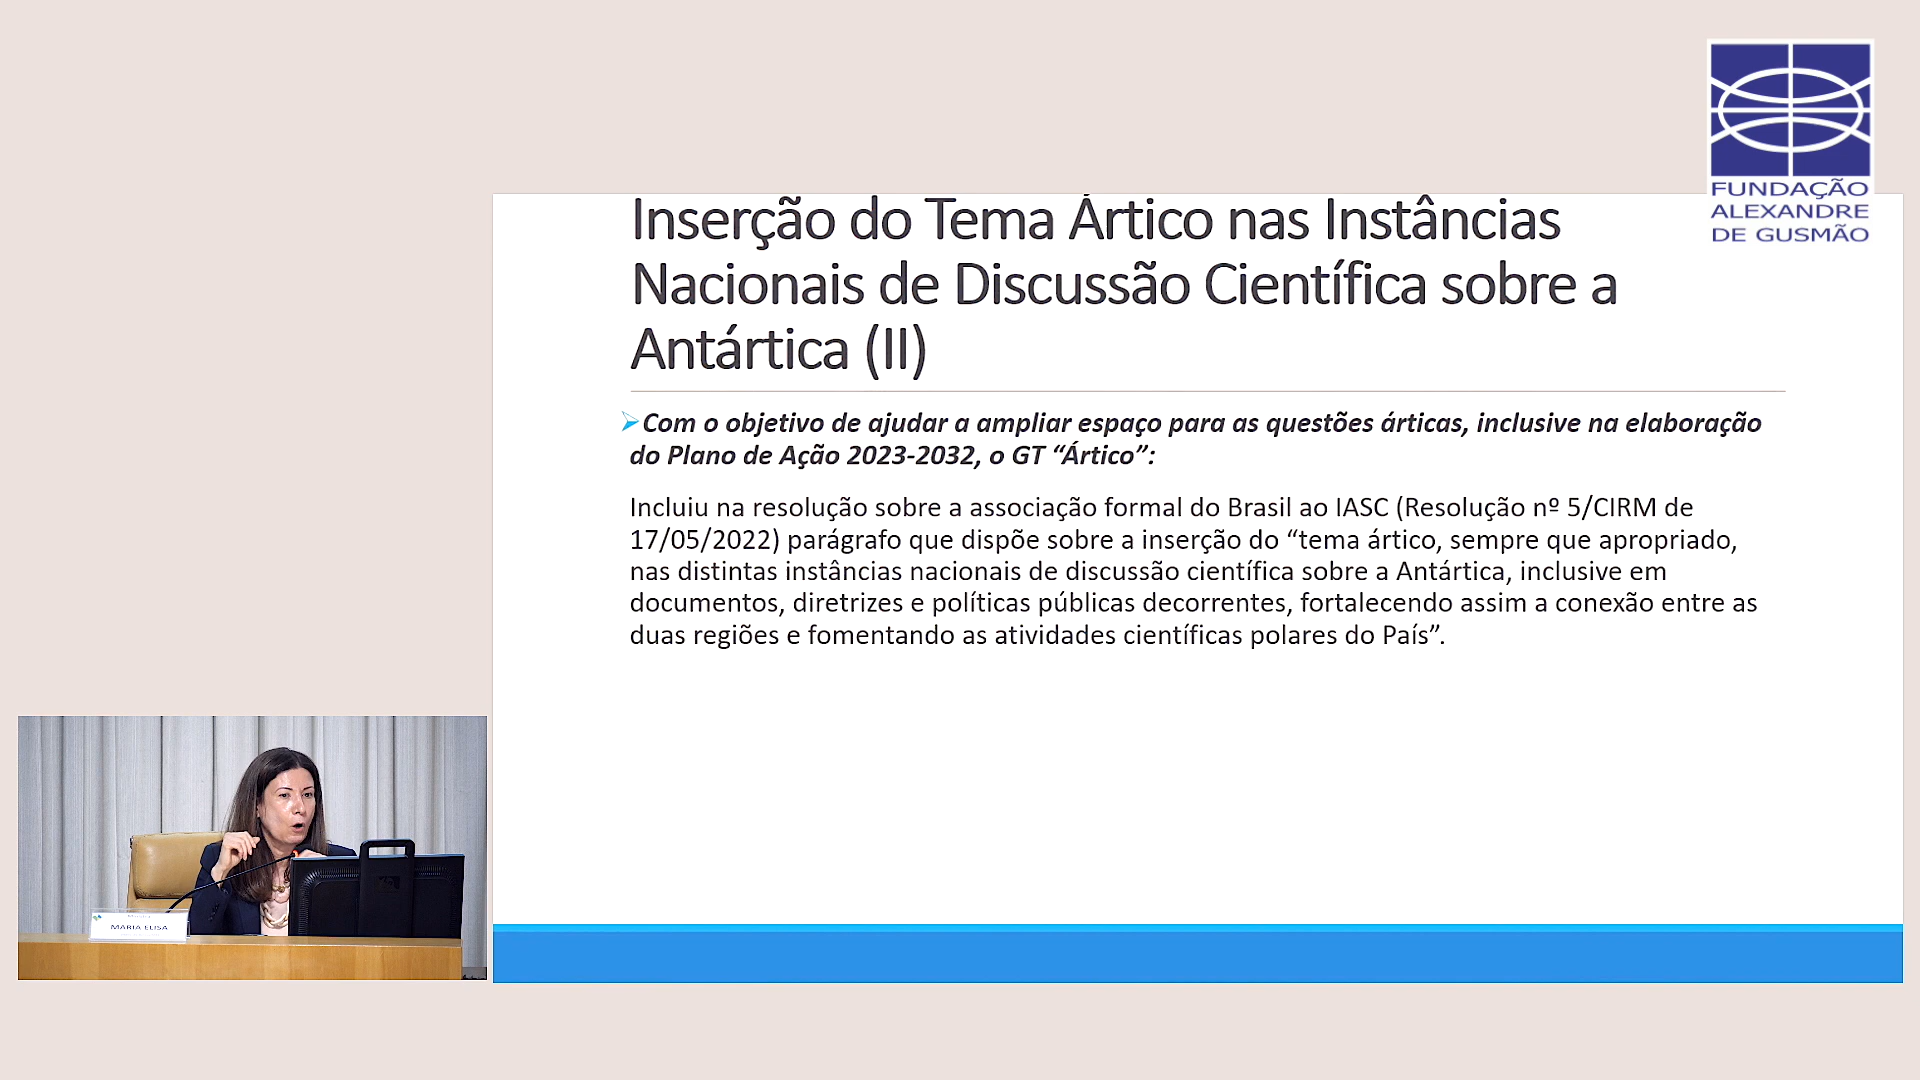 FUNDAÇÃO
ALEXANDRE
DE GUSMÃO
Inserção do Tema Ártico nas Instâncias
Nacionais de Discussão Científica sobre a
Antártica (II)
Com o objetivo de ajudar a ampliar espaço para as questões árticas, inclusive na elaboração
do Plano de Ação 2023-2032, o GT “Ártico”:
Incluiu na resolução sobre a associação formal do Brasil ao IASC (Resolução nº 5/CIRM de
17/05/2022) parágrafo que dispõe sobre a inserção do “tema ártico, sempre que apropriado,
nas distintas instâncias nacionais de discussão científica sobre a Antártica, inclusive em
documentos, diretrizes e políticas públicas decorrentes, fortalecendo assim a conexão entre as
duas regiões e fomentando as atividades científicas polares do País”.
MARIA ELISA